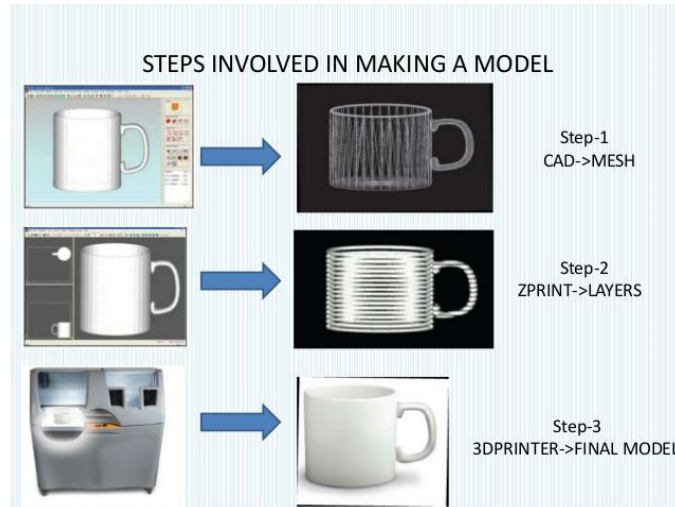 STEPS INVOLVED IN MAKING A MODEL
Step-1
CAD->MESH
Step-2
ZPRINT->LAYERS
Step-3
3DPRINTER->FINAL MODEL